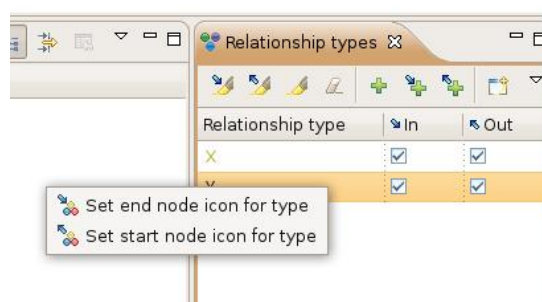 Relationship types
Relationship type In Out
X
Set end node icon for type
Set start node icon for type